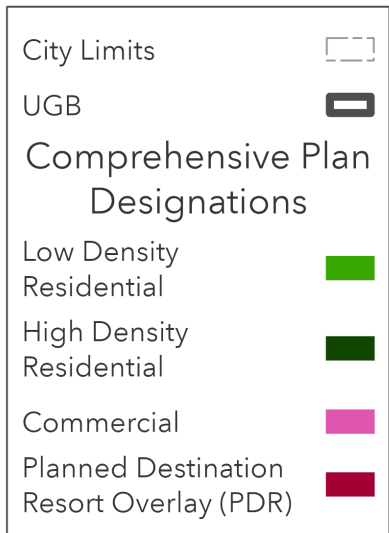 City Limits
UGB
Comprehensive Plan
Designations
Low Density
Residential
High Density
Residential
Commercial
Planned Destination
Resort Overlay (PDR)